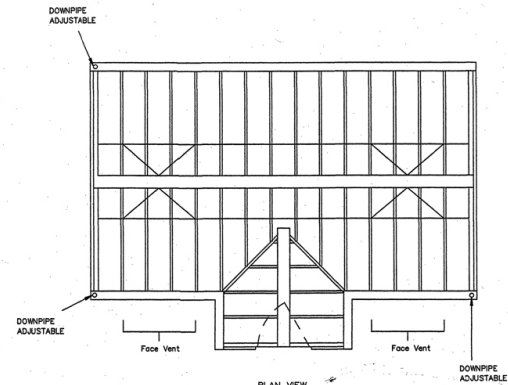 DOWNPIPE
ADJUSTABLE
DOWNPIPE
ADJUSTABLE
Face Vent
Face Vent
DOWNPIPE
ADJUSTABLE
PLAN VIEW